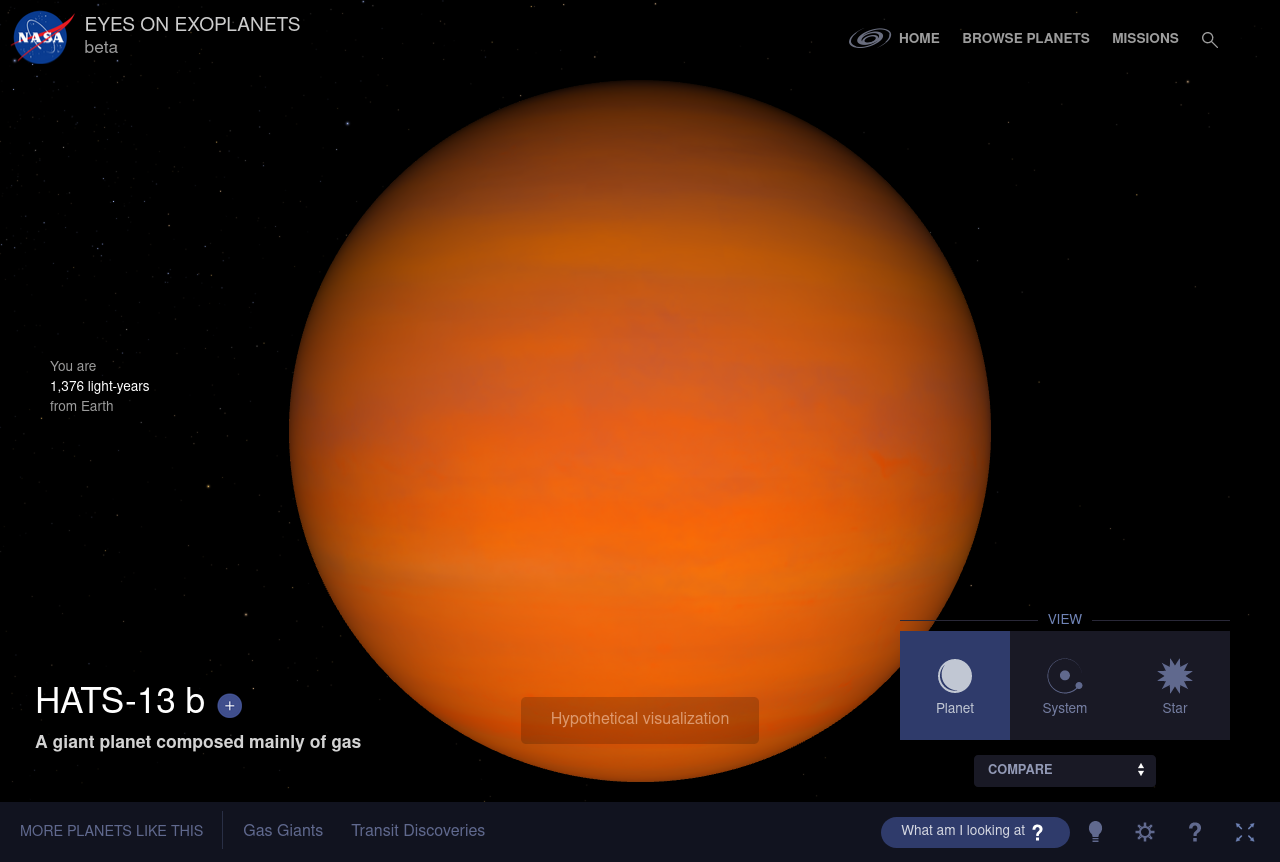 NASA
EYES ON EXOPLANETS
beta
HOME
BROWSE PLANETS
MISSIONS
You are
1,376 light-years
from Earth
VIEW
Planet
System
Star
HATS-13 b +
A giant planet composed mainly of gas
Hypothetical visualization
COMPARE
MORE PLANETS LIKE THIS
Gas Giants
Transit Discoveries
What am I looking at ?
?